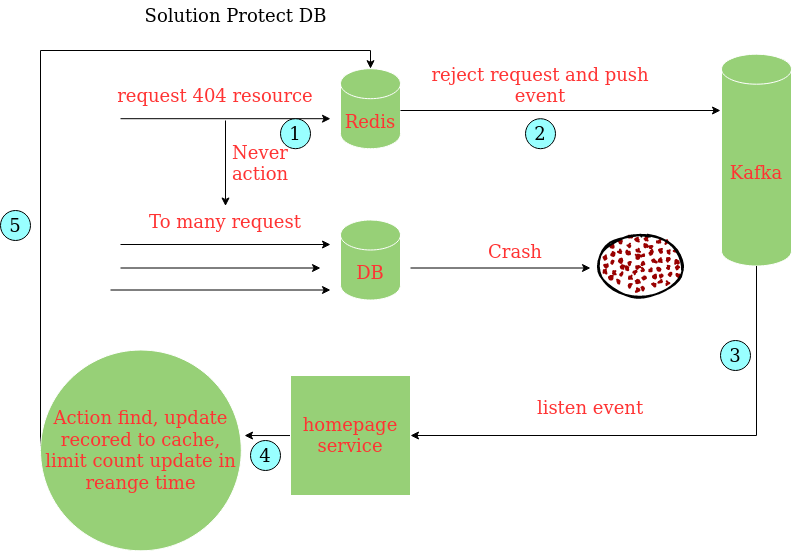 Solution Protect DB
request 404 resource
1
Redis
reject request and push
event
2
Kafka
Never
action
5
To many request
DB
Crash
3
listen event
homepage
service
4
Action find, update
recored to cache,
limit count update in
reange time